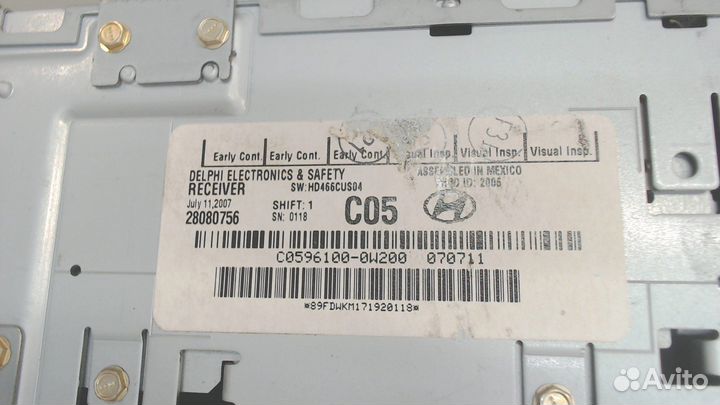 Early Cont. Early Cont. Early Cont. Visual Insp. Visual Insp. Visual Insp.
DELPHI ELECTRONICS & SAFETY
RECEIVER SW:HD466CUS04
ASSEMBLED IN MEXICO
ID: 2006
July 11,2007 SHIFT: 1
28080756 SN: 0118
C05
C0596100-0W200 070711
*89FDWKM171920118*
Avito